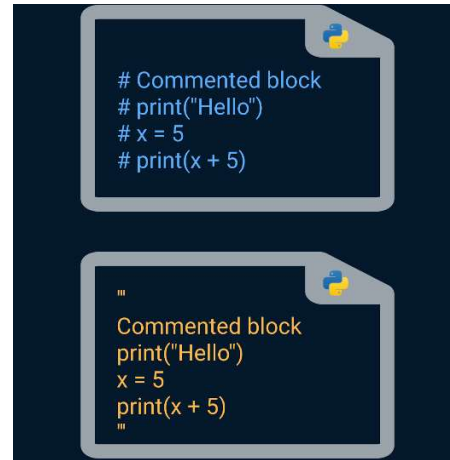 # Commented block
# print("Hello")
# x = 5
# print(x + 5)
'''
Commented block
print("Hello")
x = 5
print(x + 5)
'''